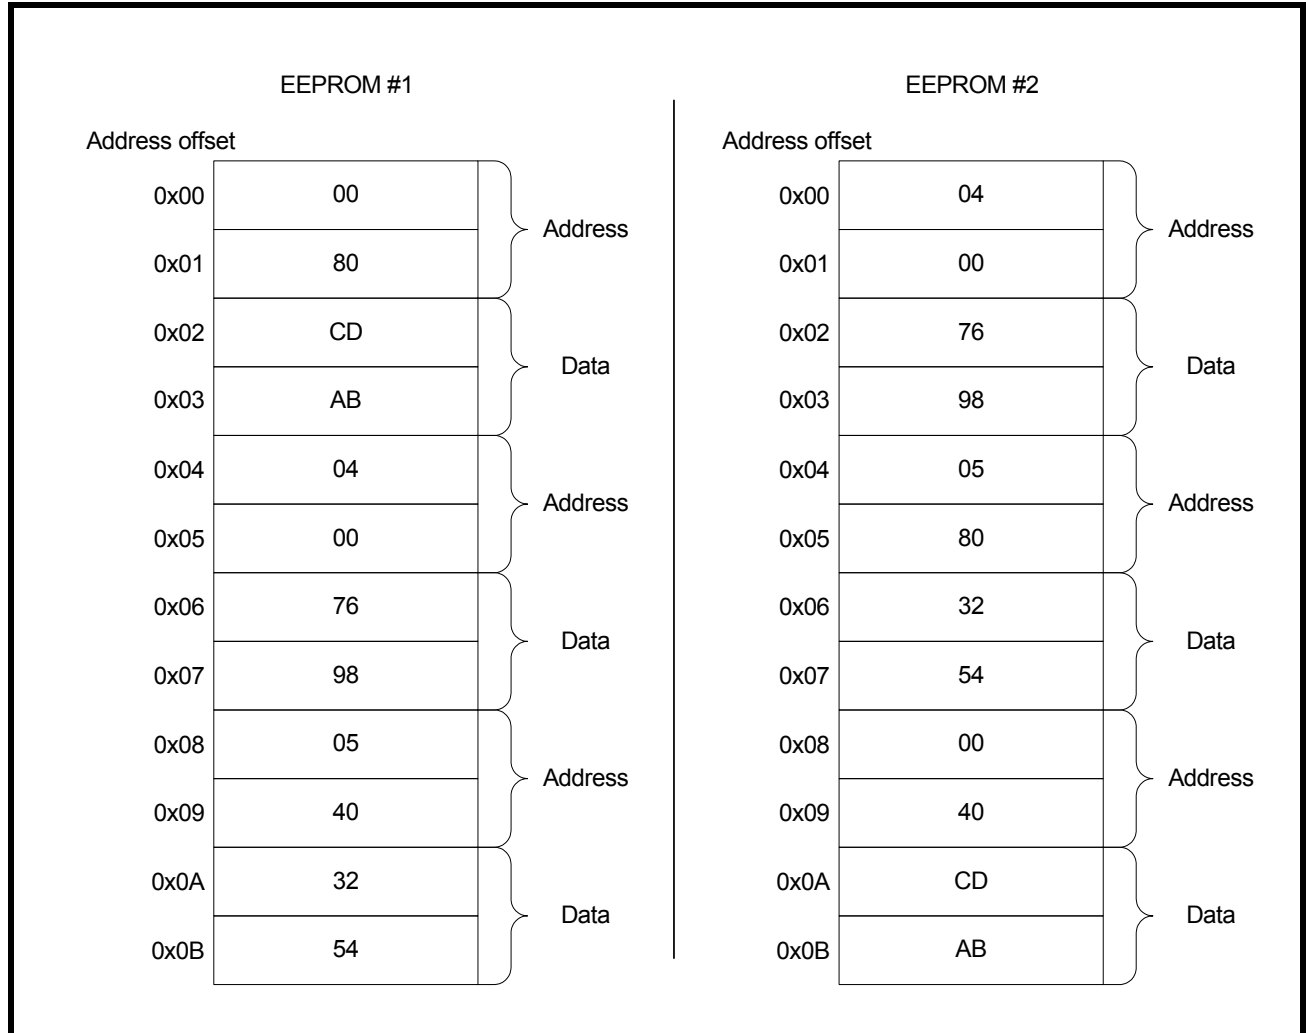 EEPROM #1
Address offset
0x00 00
Address
0x01 80
0x02 CD
Data
0x03 AB
0x04 04
Address
0x05 00
0x06 76
Data
0x07 98
0x08 05
Address
0x09 40
0x0A 32
Data
0x0B 54
EEPROM #2
Address offset
0x00 04
Address
0x01 00
0x02 76
Data
0x03 98
0x04 05
Address
0x05 80
0x06 32
Data
0x07 54
0x08 00
Address
0x09 40
0x0A CD
Data
0x0B AB